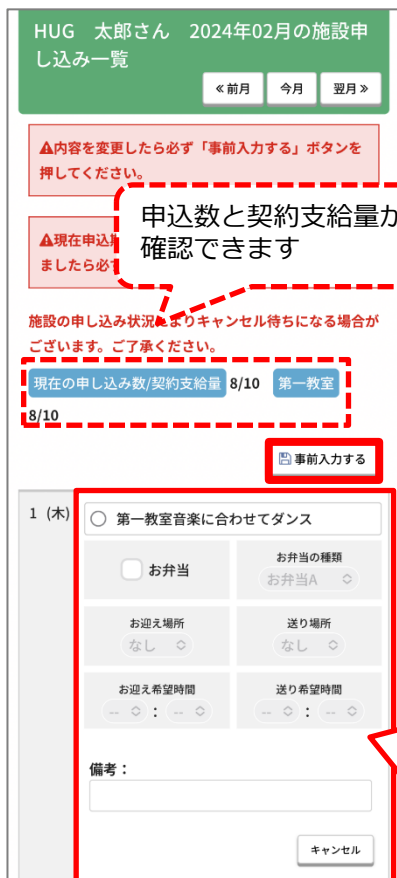 HUG 太郎さん 2024年02月の施設申
し込み一覧
≪前月 今月 翌月≫
▲内容を変更したら必ず「事前入力する」ボタンを
押してください。
申込数と契約支給量が
確認できます
▲現在申込
ましたら必ず
施設の申し込み状況によりキャンセル待ちになる場合が
ございます。ご了承ください。
現在の申し込み数/契約支給量 8/10 第一教室
8/10
事前入力する
1 (木)
第一教室音楽に合わせてダンス
お弁当
お弁当の種類
お弁当A
お迎え場所 送り場所
なし なし
お迎え希望時間 送り希望時間
-- : -- -- : --
備考：
キャンセル